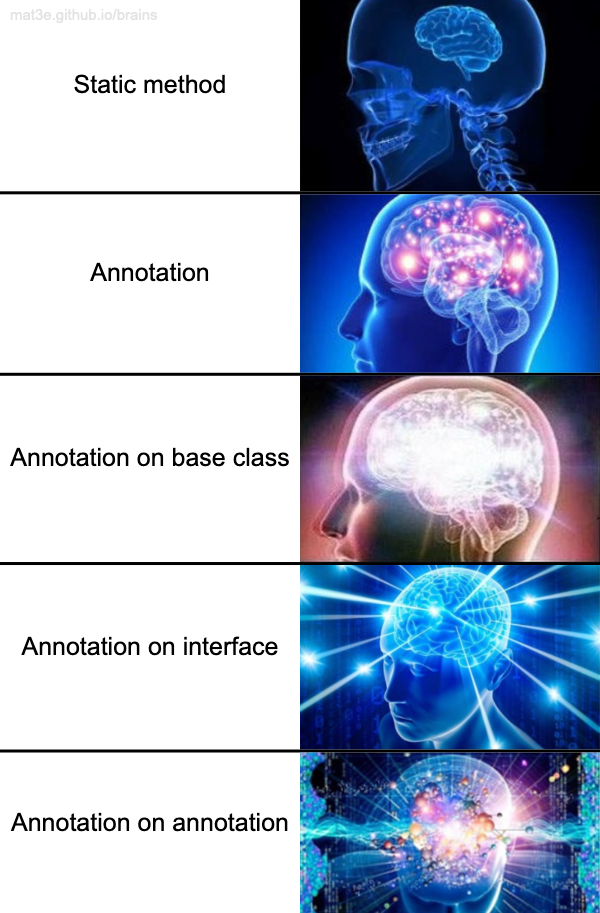 mat3e.github.io/brains
Static method
Annotation
Annotation on base class
Annotation on interface
Annotation on annotation